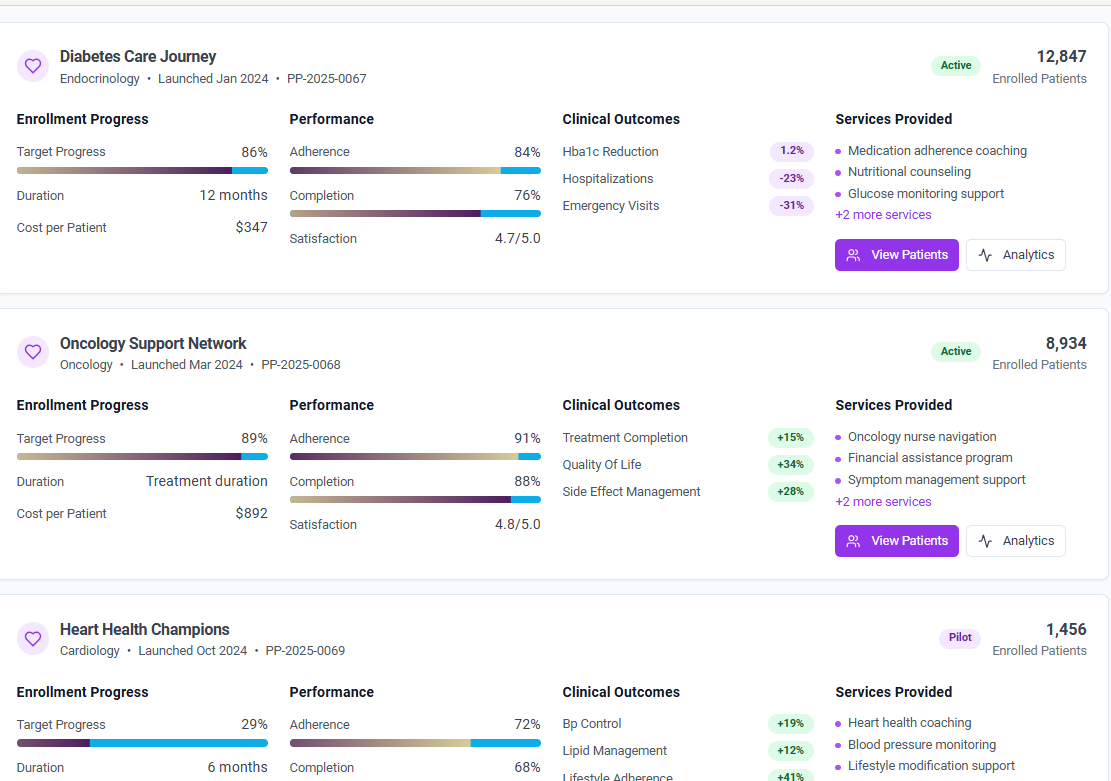 Diabetes Care Journey
Endocrinology • Launched Jan 2024 • PP-2025-0067
Active
12,847
Enrolled Patients
Enrollment Progress
Target Progress 86%
Duration 12 months
Cost per Patient $347
Performance
Adherence 84%
Completion 76%
Satisfaction 4.7/5.0
Clinical Outcomes
Hba1c Reduction 1.2%
Hospitalizations -23%
Emergency Visits -31%
Services Provided
• Medication adherence coaching
• Nutritional counseling
• Glucose monitoring support
+2 more services
View Patients Analytics
Oncology Support Network
Oncology • Launched Mar 2024 • PP-2025-0068
Active
8,934
Enrolled Patients
Enrollment Progress
Target Progress 89%
Duration Treatment duration
Cost per Patient $892
Performance
Adherence 91%
Completion 88%
Satisfaction 4.8/5.0
Clinical Outcomes
Treatment Completion +15%
Quality Of Life +34%
Side Effect Management +28%
Services Provided
• Oncology nurse navigation
• Financial assistance program
• Symptom management support
+2 more services
View Patients Analytics
Heart Health Champions
Cardiology • Launched Oct 2024 • PP-2025-0069
Pilot
1,456
Enrolled Patients
Enrollment Progress
Target Progress 29%
Duration 6 months
Performance
Adherence 72%
Completion 68%
Clinical Outcomes
Bp Control +19%
Lipid Management +12%
Lifestyle Adherence +41%
Services Provided
• Heart health coaching
• Blood pressure monitoring
• Lifestyle modification support